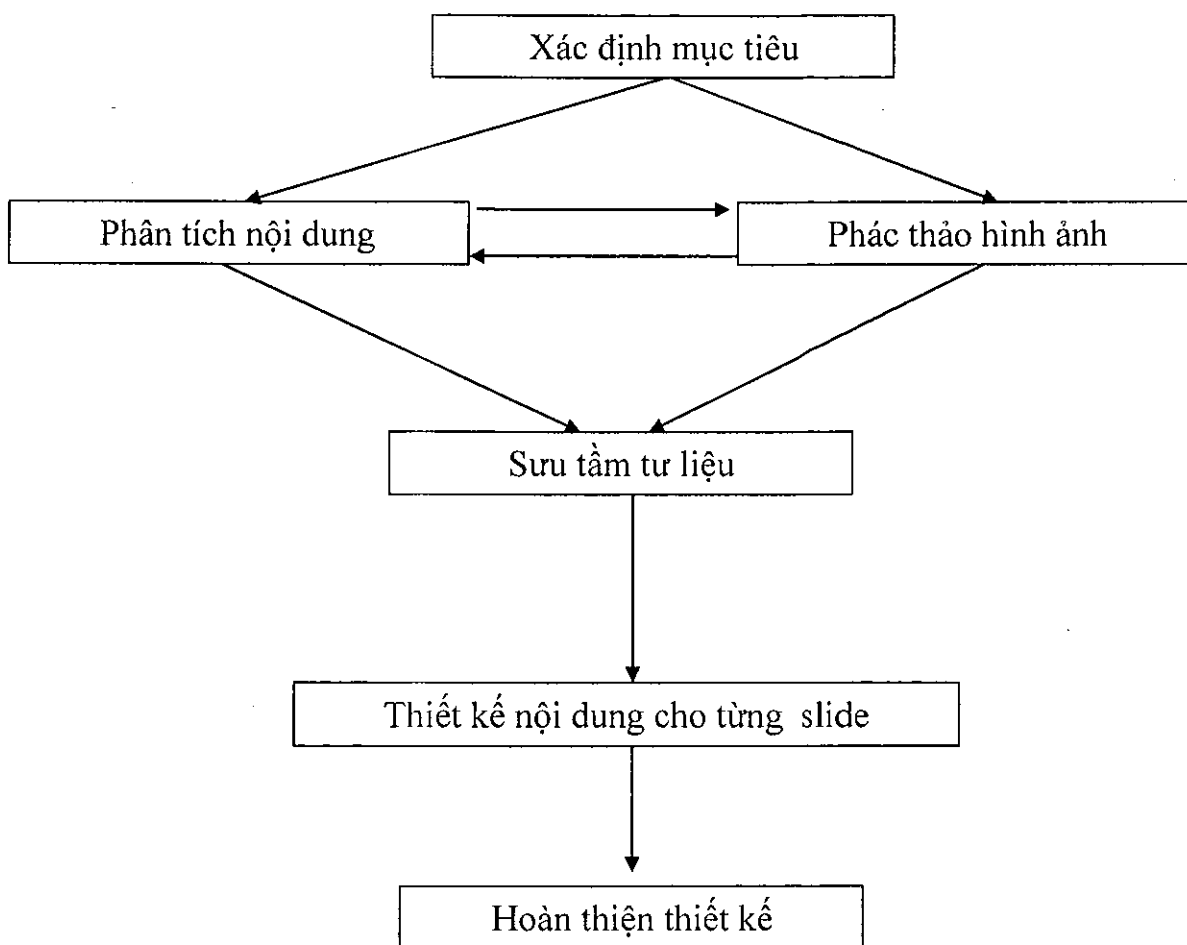 Xác định mục tiêu
Phân tích nội dung
Phác thảo hình ảnh
Sưu tầm tư liệu
Thiết kế nội dung cho từng slide
Hoàn thiện thiết kế